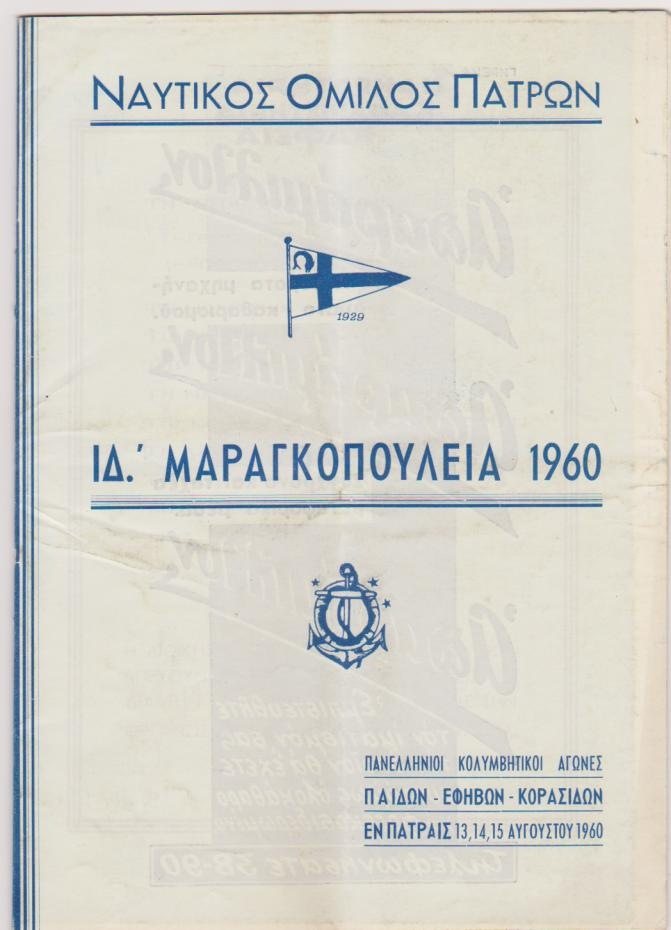 ΝΑΥΤΙΚΟΣ ΟΜΙΛΟΣ ΠΑΤΡΩΝ
1929
ΙΔ.΄ ΜΑΡΑΓΚΟΠΟΥΛΕΙΑ 1960
ΠΑΝΕΛΛΗΝΙΟΙ ΚΟΛΥΜΒΗΤΙΚΟΙ ΑΓΩΝΕΣ
ΠΑΙΔΩΝ - ΕΦΗΒΩΝ - ΚΟΡΑΣΙΔΩΝ
ΕΝ ΠΑΤΡΑΙΣ 13,14,15 ΑΥΓΟΥΣΤΟΥ 1960